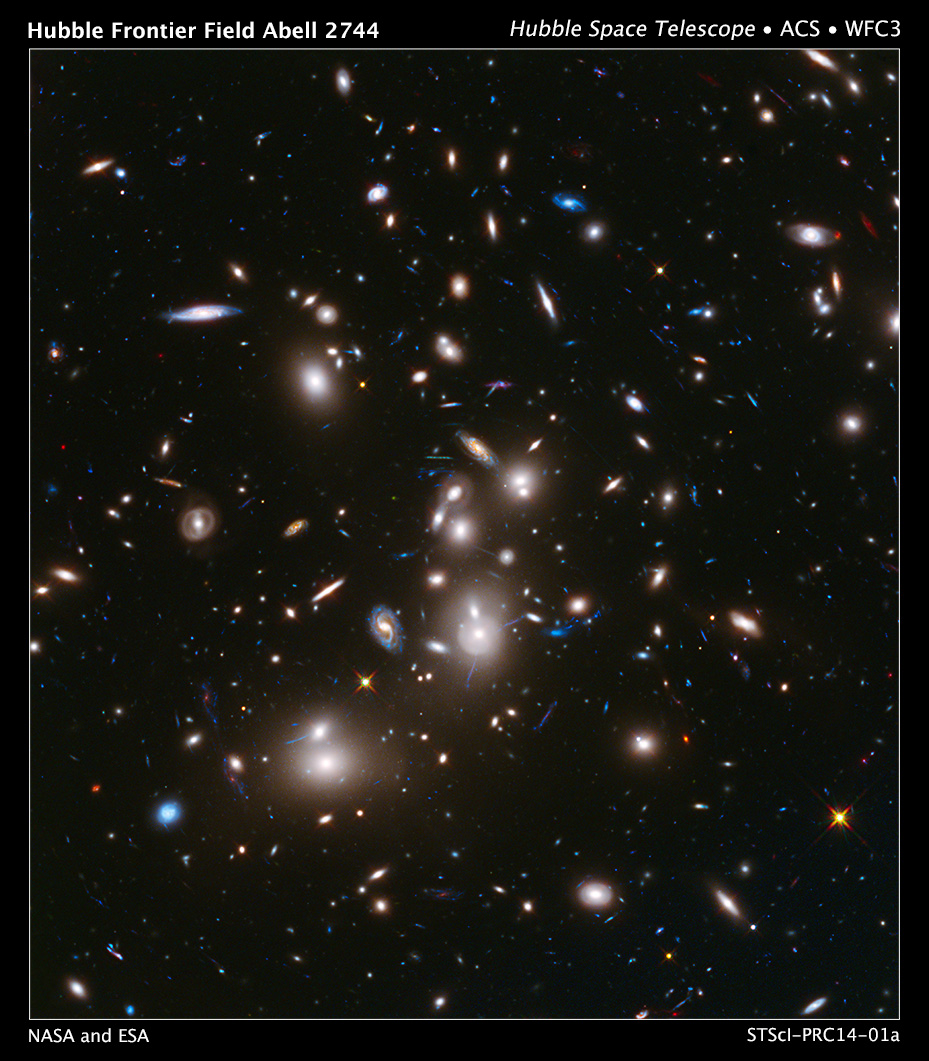 Hubble Frontier Field Abell 2744
Hubble Space Telescope • ACS • WFC3
NASA and ESA
STScI-PRC14-01a